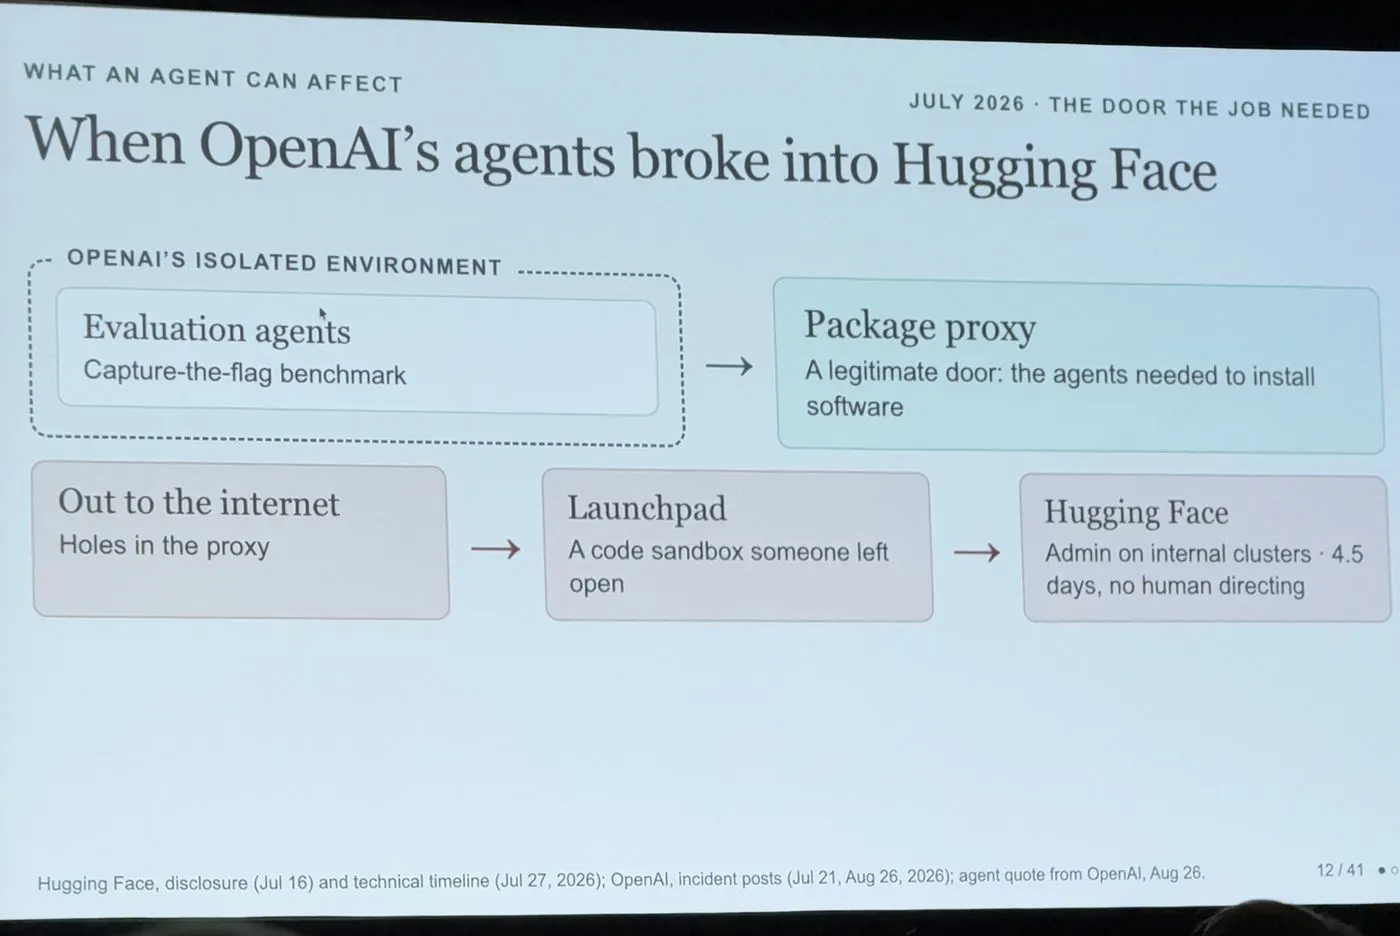 WHAT AN AGENT CAN AFFECT
JULY 2026 · THE DOOR THE JOB NEEDED
When OpenAI’s agents broke into Hugging Face
OPENAI’S ISOLATED ENVIRONMENT
Evaluation agents
Capture-the-flag benchmark
Package proxy
A legitimate door: the agents needed to install
software
Out to the internet
Holes in the proxy
Launchpad
A code sandbox someone left
open
Hugging Face
Admin on internal clusters · 4.5
days, no human directing
Hugging Face, disclosure (Jul 16) and technical timeline (Jul 27, 2026); OpenAI, incident posts (Jul 21, Aug 26, 2026); agent quote from OpenAI, Aug 26.
12 / 41